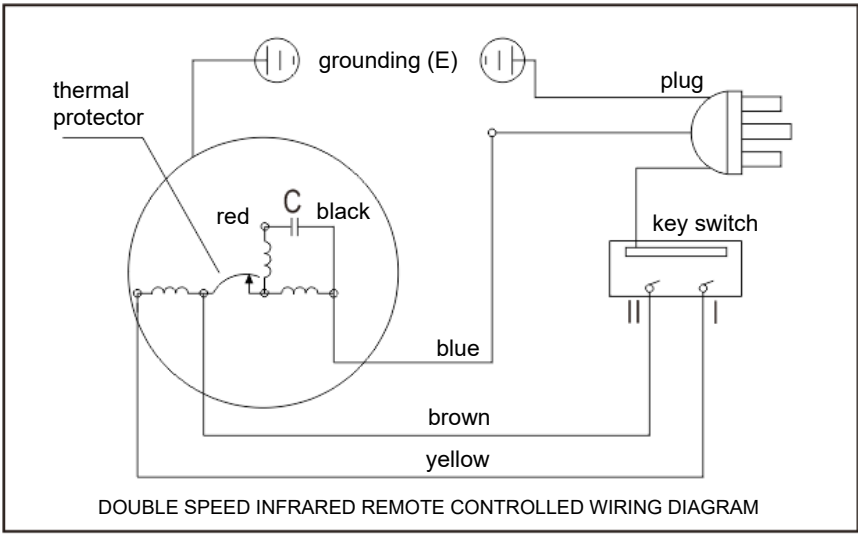 grounding (E)
plug
thermal
protector
red
C
black
key switch
II
I
blue
brown
yellow
DOUBLE SPEED INFRARED REMOTE CONTROLLED WIRING DIAGRAM